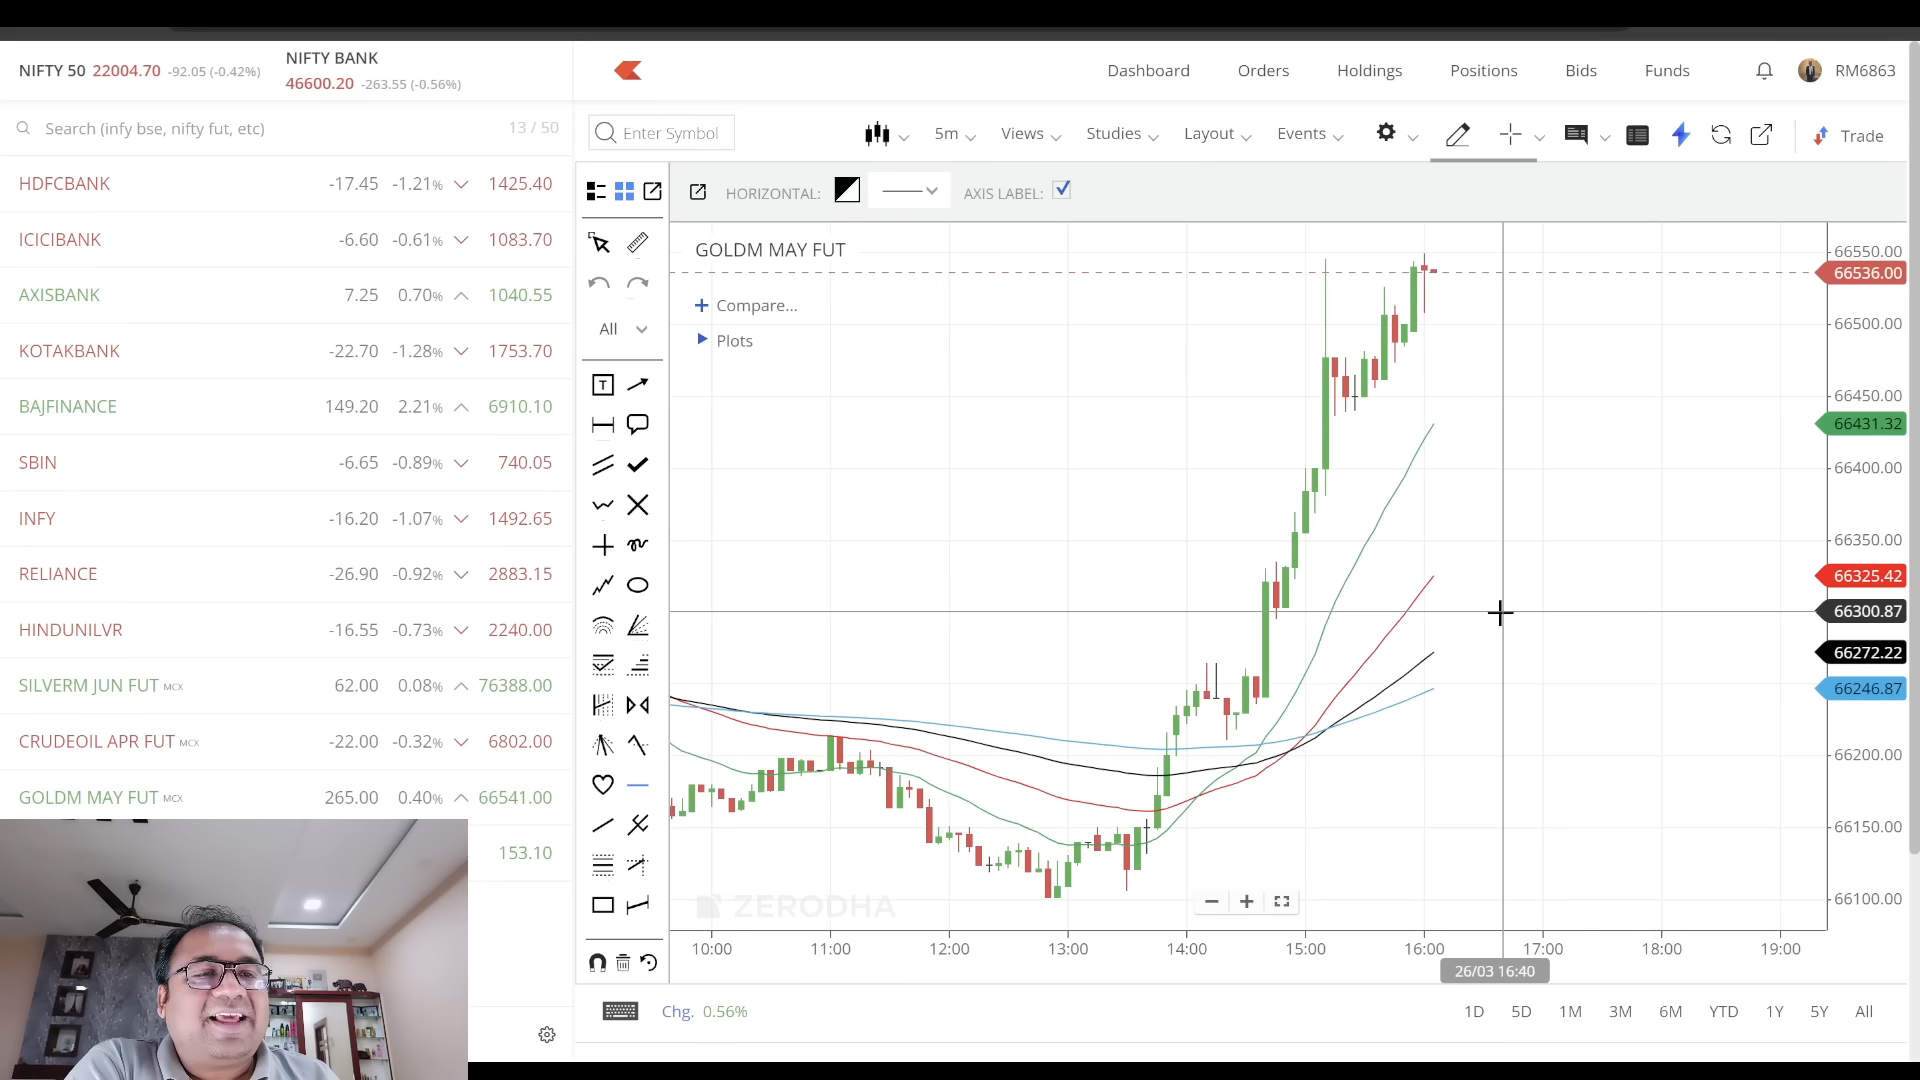 NIFTY 50 22004.70 -92.05 (-0.42%)
NIFTY BANK
46600.20 -263.55 (-0.56%)
Dashboard Orders Holdings Positions Bids Funds RM6863
Search (infy bse, nifty fut, etc) 13 / 50
Enter Symbol 5m Views Studies Layout Events Trade
HDFCBANK -17.45 -1.21% 1425.40
ICICIBANK -6.60 -0.61% 1083.70
AXISBANK 7.25 0.70% 1040.55
KOTAKBANK -22.70 -1.28% 1753.70
BAJFINANCE 149.20 2.21% 6910.10
SBIN -6.65 -0.89% 740.05
INFY -16.20 -1.07% 1492.65
RELIANCE -26.90 -0.92% 2883.15
HINDUNILVR -16.55 -0.73% 2240.00
SILVERM JUN FUT MCX 62.00 0.08% 76388.00
CRUDEOIL APR FUT MCX -22.00 -0.32% 6802.00
GOLDM MAY FUT MCX 265.00 0.40% 66541.00
153.10
HORIZONTAL: AXIS LABEL:
All
T
GOLDM MAY FUT
+ Compare...
Plots
66550.00
66536.00
66500.00
66450.00
66431.32
66400.00
66350.00
66325.42
66300.87
66272.22
66246.87
66200.00
66150.00
66100.00
ZERODHA
10:00 11:00 12:00 13:00 14:00 15:00 16:00 17:00 18:00 19:00
26/03 16:40
Chg. 0.56% 1D 5D 1M 3M 6M YTD 1Y 5Y All